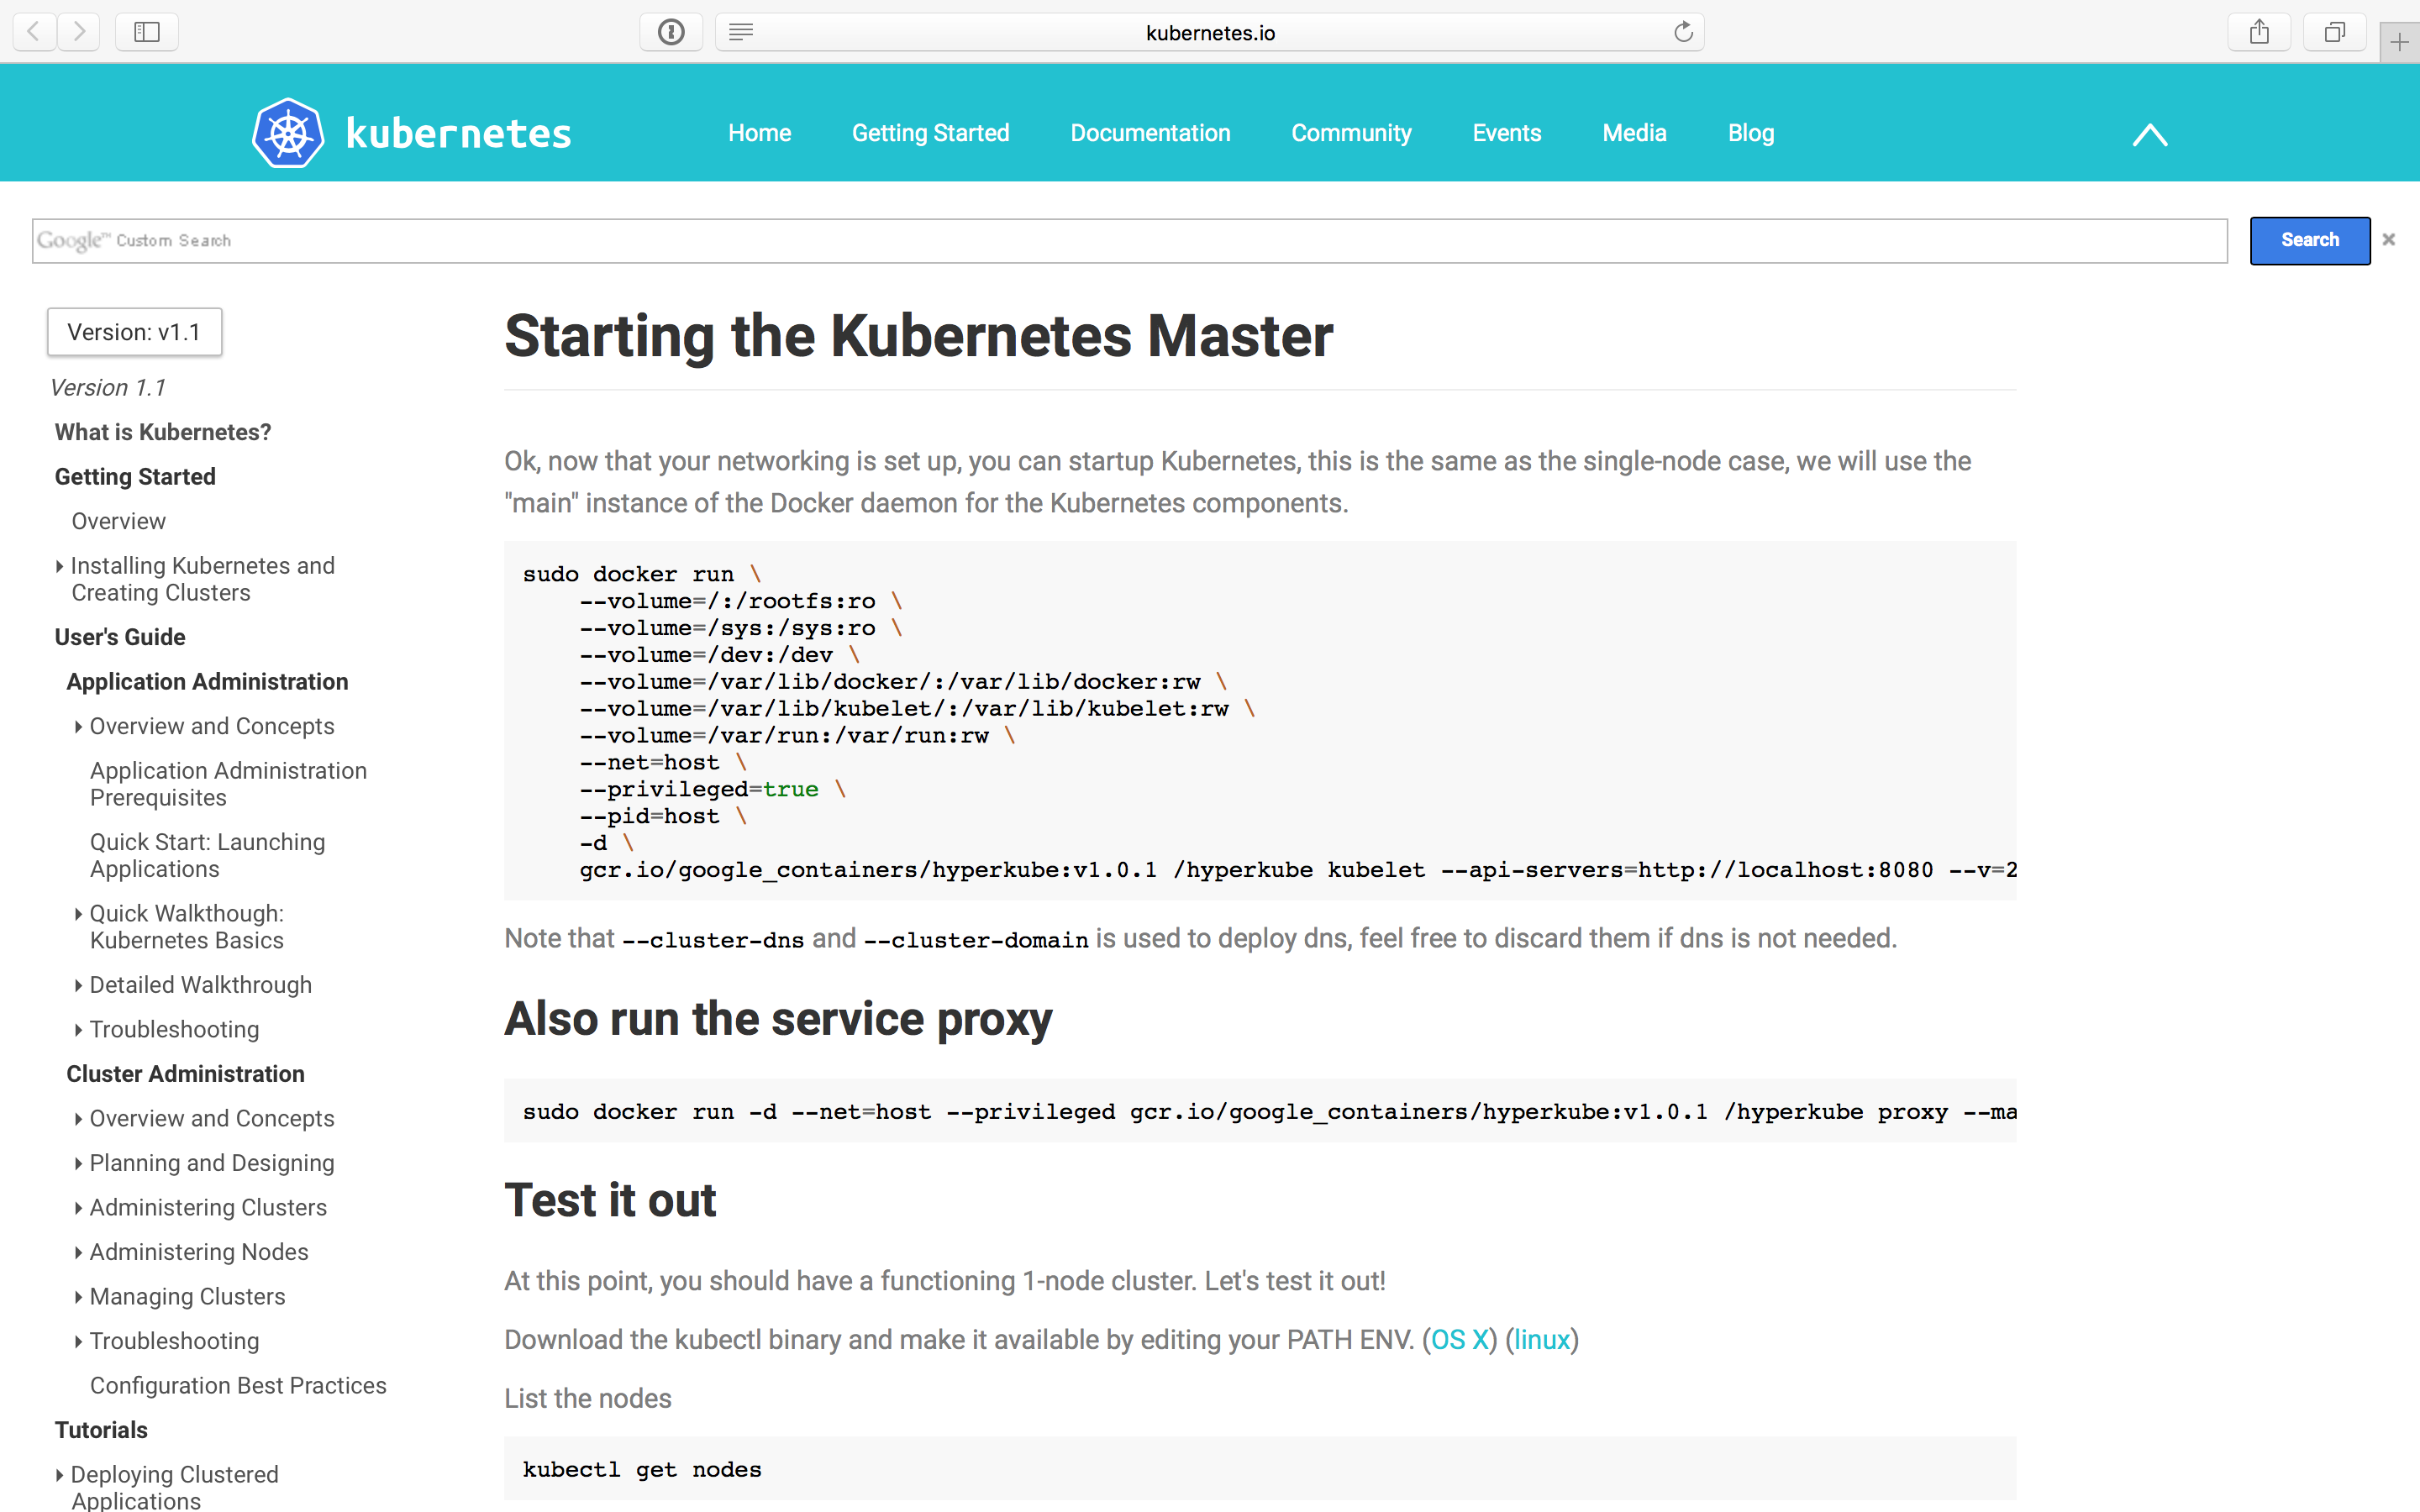 kubernetes.io
kubernetes
Home Getting Started Documentation Community Events Media Blog
Google™ Custom Search
Search
Version: v1.1
Version 1.1
What is Kubernetes?
Getting Started
Overview
Installing Kubernetes and
Creating Clusters
User's Guide
Application Administration
Overview and Concepts
Application Administration
Prerequisites
Quick Start: Launching
Applications
Quick Walkthough:
Kubernetes Basics
Detailed Walkthrough
Troubleshooting
Cluster Administration
Overview and Concepts
Planning and Designing
Administering Clusters
Administering Nodes
Managing Clusters
Troubleshooting
Configuration Best Practices
Tutorials
Deploying Clustered
Applications
Starting the Kubernetes Master
Ok, now that your networking is set up, you can startup Kubernetes, this is the same as the single-node case, we will use the
"main" instance of the Docker daemon for the Kubernetes components.
sudo docker run \
--volume=/:/rootfs:ro \
--volume=/sys:/sys:ro \
--volume=/dev:/dev \
--volume=/var/lib/docker/:/var/lib/docker:rw \
--volume=/var/lib/kubelet/:/var/lib/kubelet:rw \
--volume=/var/run:/var/run:rw \
--net=host \
--privileged=true \
--pid=host \
-d \
gcr.io/google_containers/hyperkube:v1.0.1 /hyperkube kubelet --api-servers=http://localhost:8080 --v=2
Note that --cluster-dns and --cluster-domain is used to deploy dns, feel free to discard them if dns is not needed.
Also run the service proxy
sudo docker run -d --net=host --privileged gcr.io/google_containers/hyperkube:v1.0.1 /hyperkube proxy --ma
Test it out
At this point, you should have a functioning 1-node cluster. Let's test it out!
Download the kubectl binary and make it available by editing your PATH ENV. (OS X) (linux)
List the nodes
kubectl get nodes